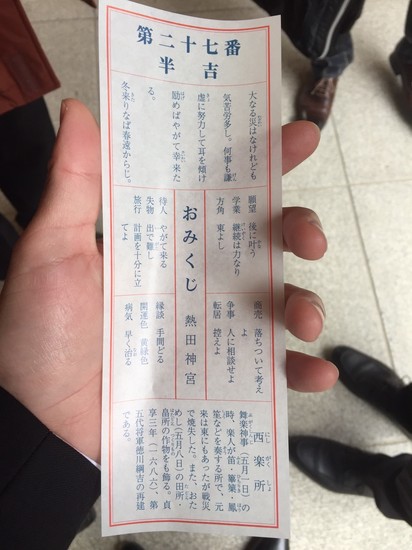 第二十七番
半吉
大なる災はなけれども
気苦労多し。何事も謙
虚に努力して耳を傾け
励めばやがて幸来た
る。
冬来りなば春遠からじ。
願望 後に叶う
学業 継続は力なり
方角 東よし
おみくじ 熱田神宮
待人 やがて来る
失物 出で難し
旅行 計画を十分に立
てよ
商売 落ちついて考え
よ
争事 人に相談せよ
転居 控えよ
縁談 手間どる
開運色 黄緑色
病気 早く治る
西楽所
舞楽神事(五月一日)の
時、楽人が笛・篳篥・鳳
笙などを奏する所で、元
来は東にもあったが戦災
で焼失した。また、おた
めし(五月八日)の田所・
畠所の作物をも飾る。貞
享三年(一六八六)、第
五代将軍徳川綱吉の再建
である。